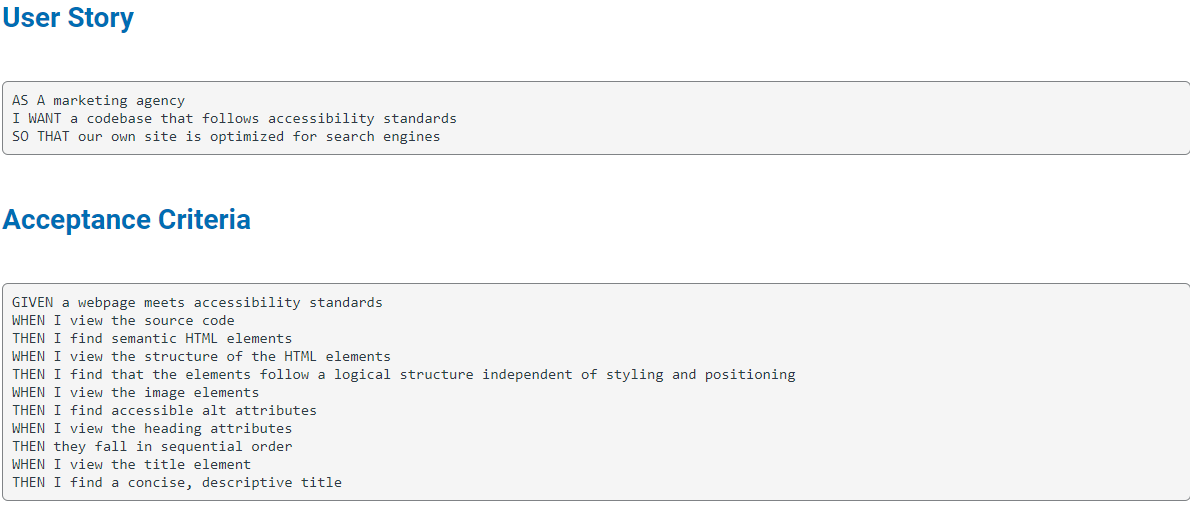 User Story
AS A marketing agency
I WANT a codebase that follows accessibility standards
SO THAT our own site is optimized for search engines
Acceptance Criteria
GIVEN a webpage meets accessibility standards
WHEN I view the source code
THEN I find semantic HTML elements
WHEN I view the structure of the HTML elements
THEN I find that the elements follow a logical structure independent of styling and positioning
WHEN I view the image elements
THEN I find accessible alt attributes
WHEN I view the heading attributes
THEN they fall in sequential order
WHEN I view the title element
THEN I find a concise, descriptive title